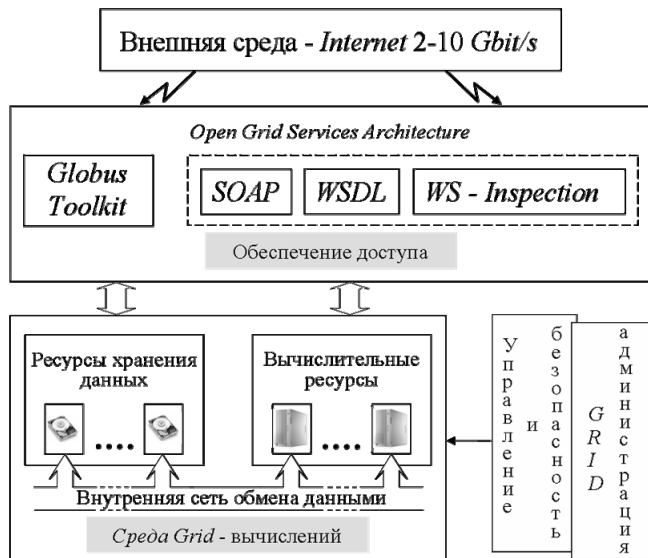 Внешняя среда - Internet 2-10 Gbit/s
Open Grid Services Architecture
Globus
Toolkit
SOAP
WSDL
WS - Inspection
Обеспечение доступа
Ресурсы хранения
данных
Вычислительные
ресурсы
Внутренняя сеть обмена данными
Среда Grid - вычислений
Управление
и
безопасность
GRID
администрация